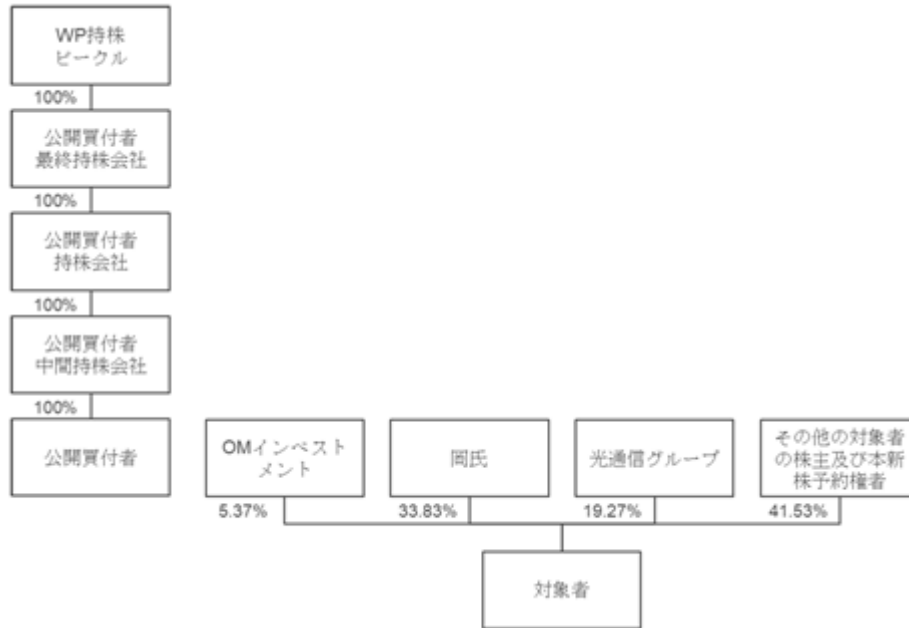 WP持株
ビークル
100%
公開買付者
最終持株会社
100%
公開買付者
持株会社
100%
公開買付者
中間持株会社
100%
公開買付者
OMインベスト
メント
岡氏
光通信グループ
その他の対象者
の株主及び本新
株予約権者
5.37%
33.83%
19.27%
41.53%
対象者